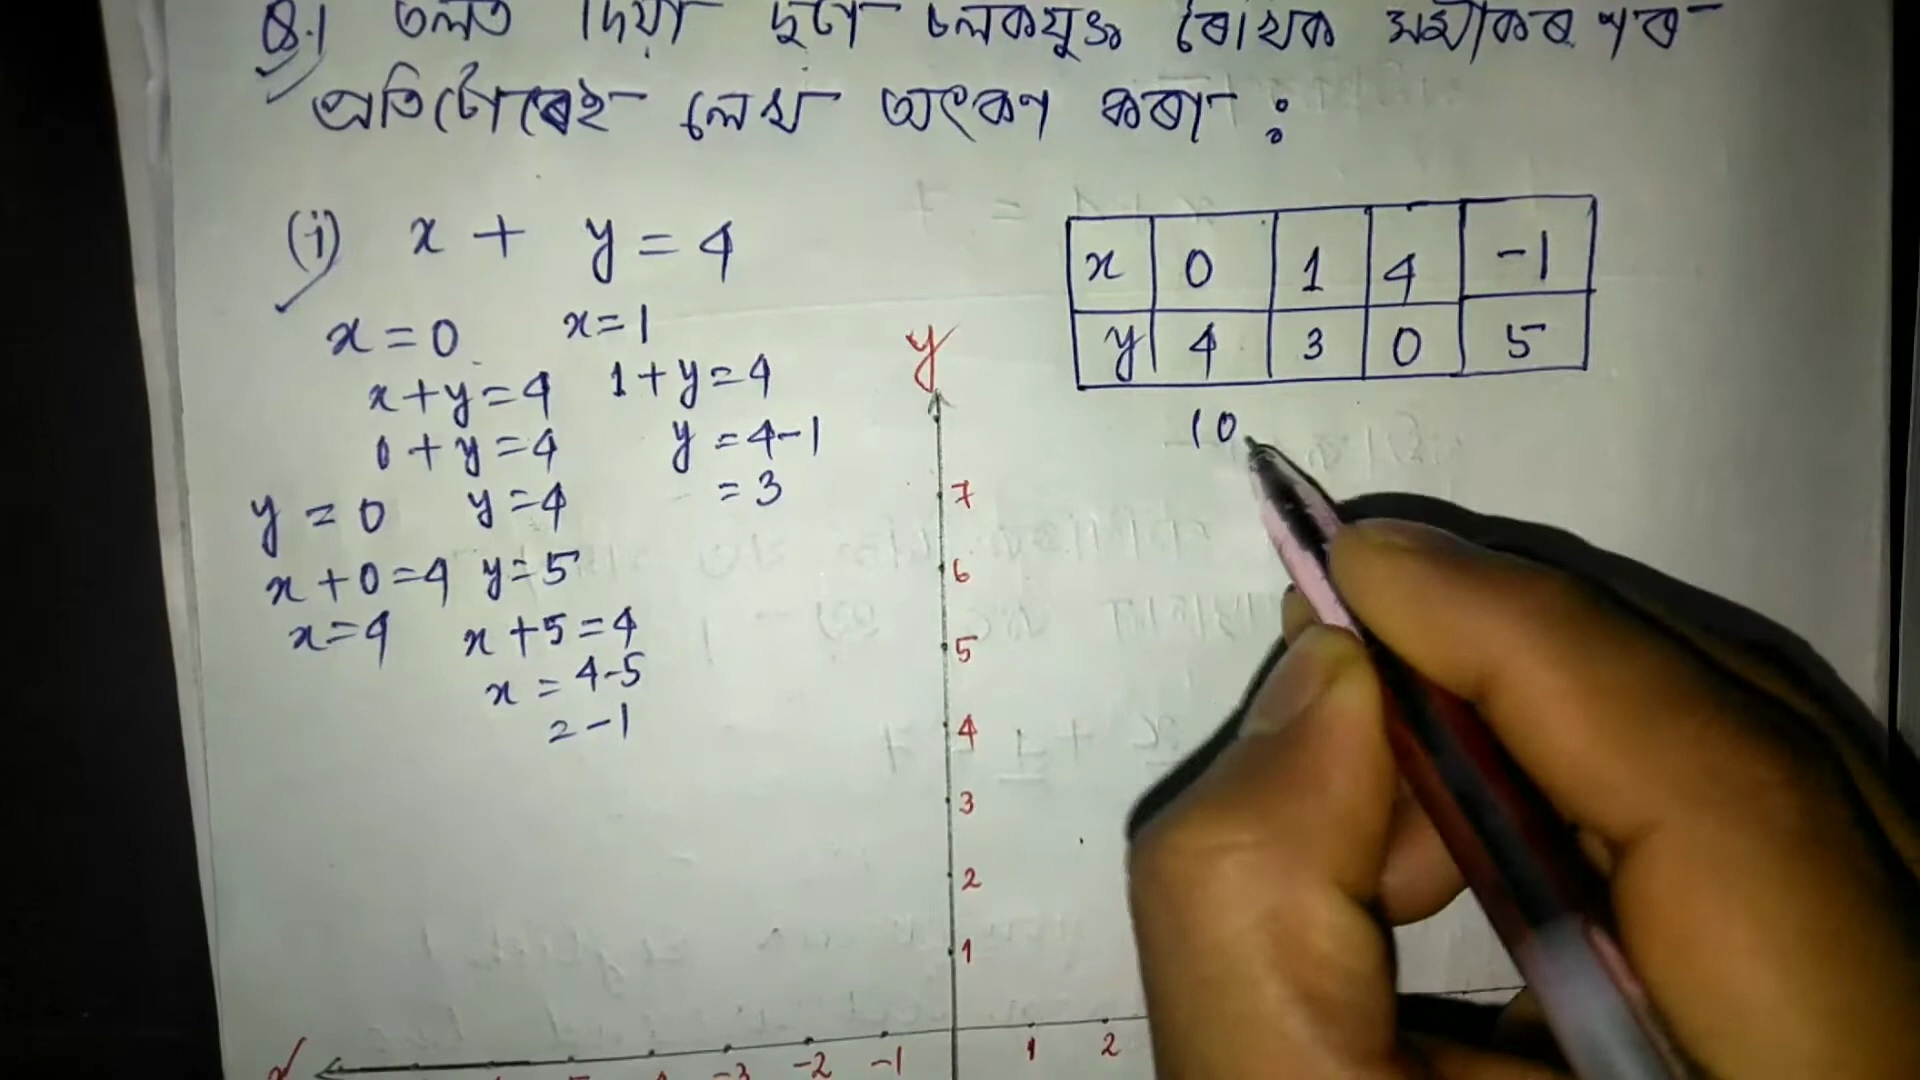 Q.1 তলত দিয়া দুটা চলকযুক্ত ৰৈখিক সমীকৰণৰ
প্ৰতিটোৰেই লেখ অংকণ কৰা :
(i) x + y = 4
x = 0 x = 1
x + y = 4 1 + y = 4
0 + y = 4 y = 4 - 1
y = 0 y = 4 = 3
x + 0 = 4 y = 5
x = 4 x + 5 = 4
x = 4 - 5
= -1
x 0 1 4 -1
y 4 3 0 5
(0
y
7
6
5
4
3
2
1
-3 -2 -1 1 2